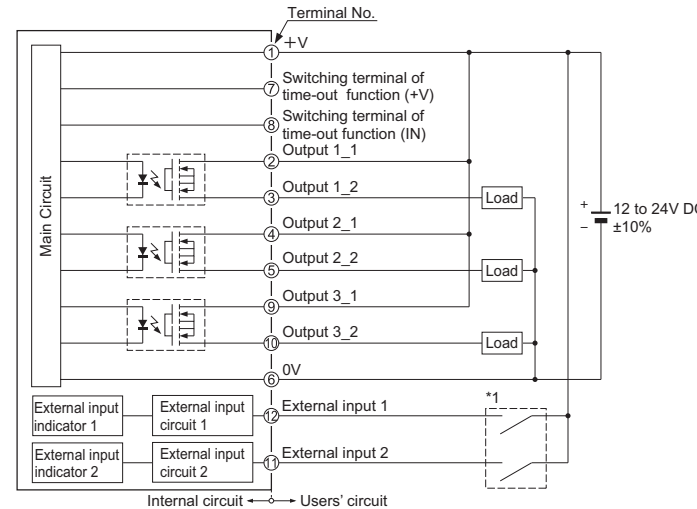 Terminal No.
① +V
⑦ Switching terminal of
time-out function (+V)
⑧ Switching terminal of
time-out function (IN)
② Output 1_1
③ Output 1_2
Load
④ Output 2_1
⑤ Output 2_2
Load
⑨ Output 3_1
⑩ Output 3_2
Load
⑥ 0V
Main Circuit
+
−
12 to 24V DC
±10%
External input
indicator 1
External input
circuit 1
⑫ External input 1
*1
External input
indicator 2
External input
circuit 2
⑪ External input 2
Internal circuit
Users' circuit